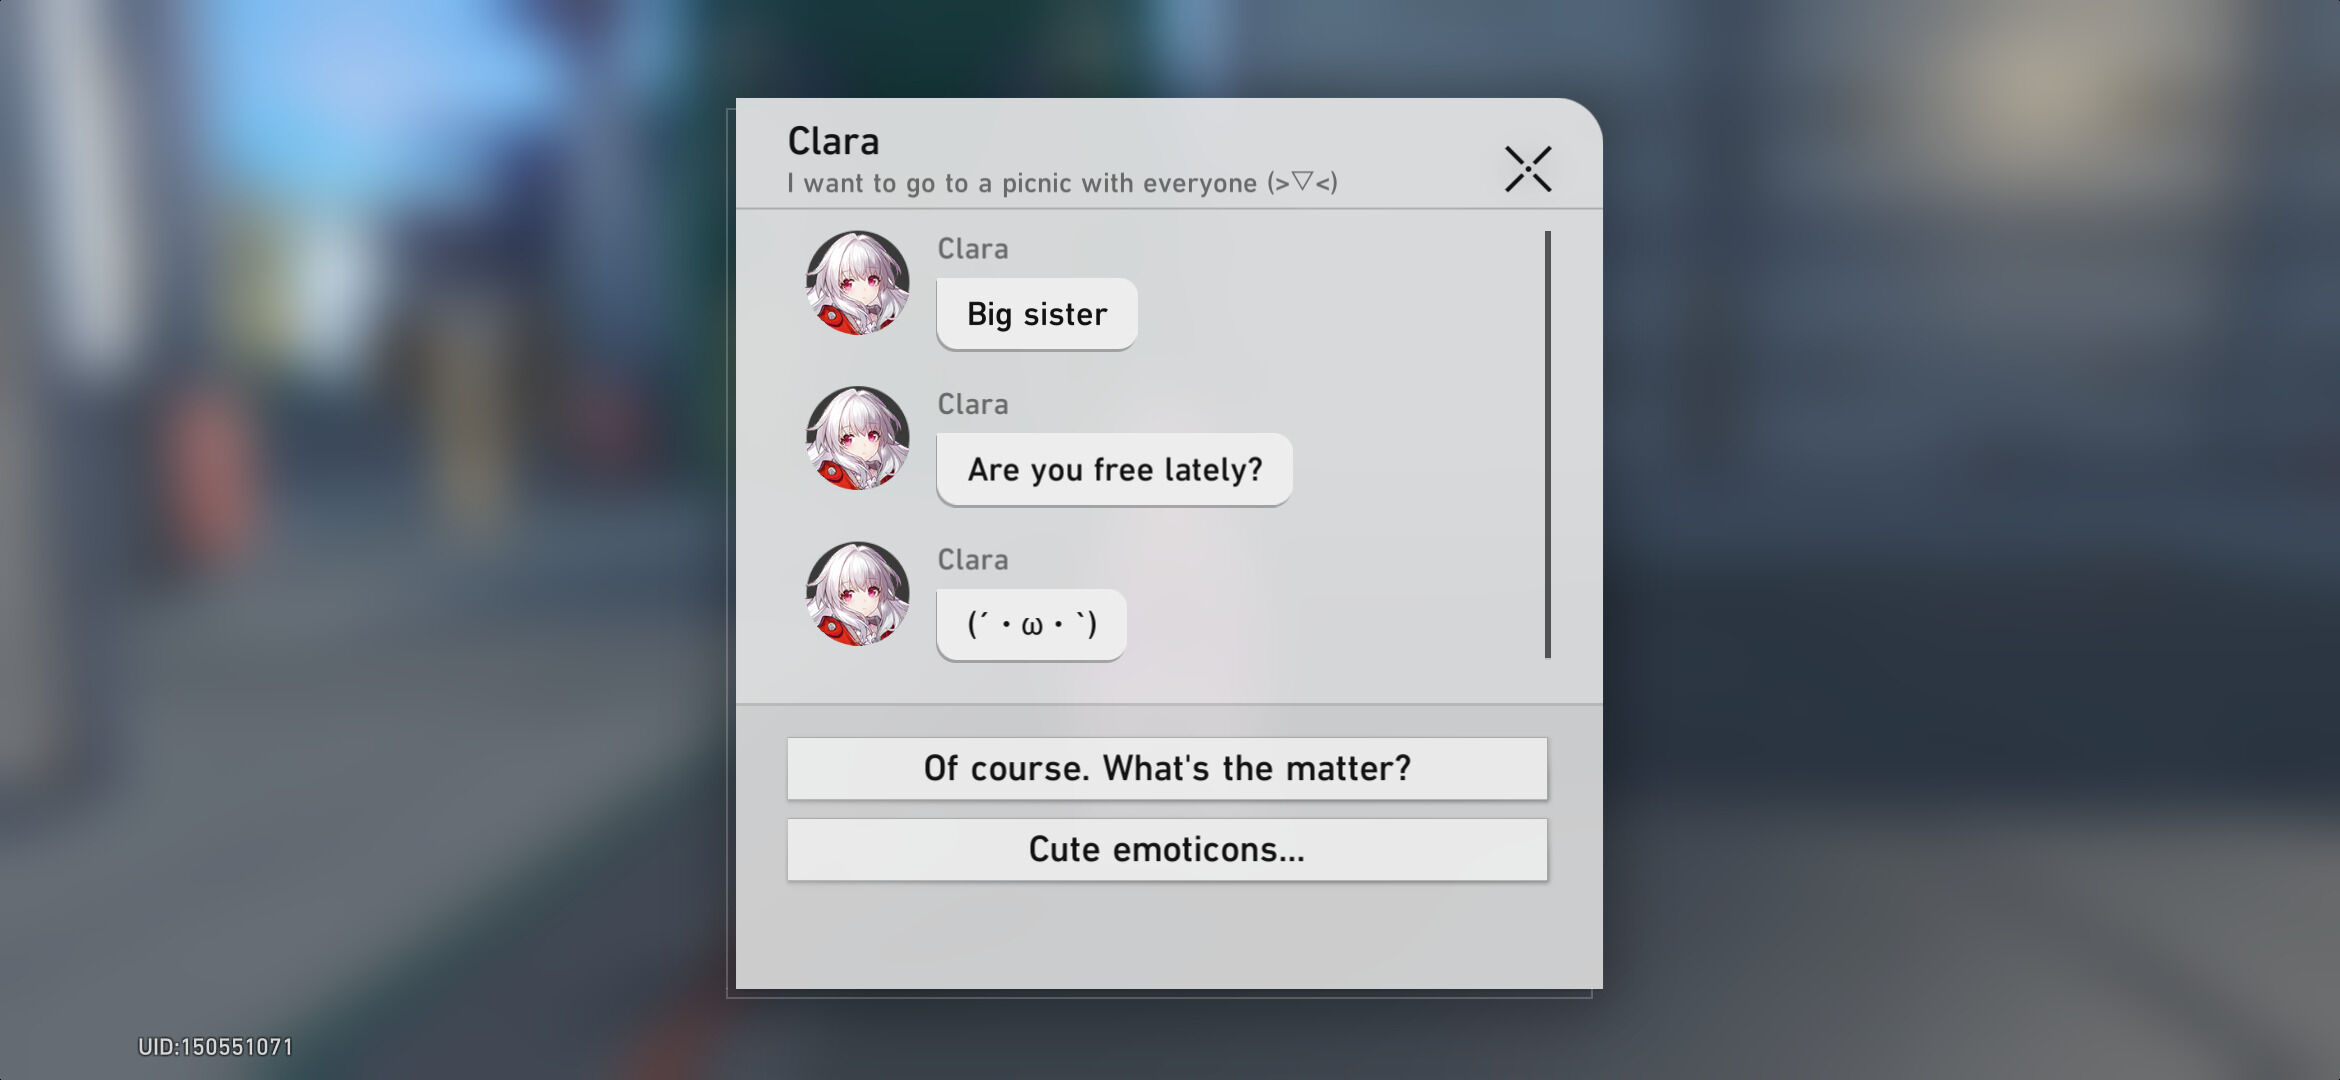 Clara
I want to go to a picnic with everyone (>▽<)
Clara
Big sister
Clara
Are you free lately?
Clara
(´・ω・`)
Of course. What's the matter?
Cute emoticons...
UID:150551071